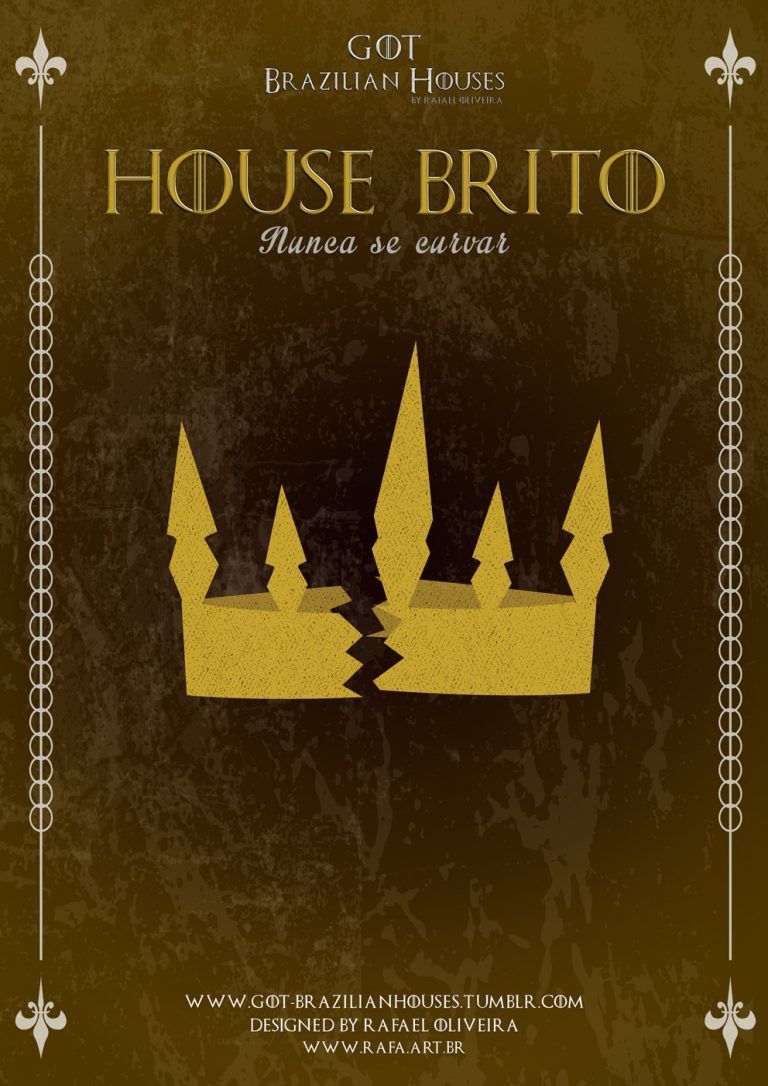 GOT
BRAZILIAN HOUSES
BY RAFAEL OLIVEIRA
HOUSE BRITO
Nunca se curvar
WWW.GOT-BRAZILIANHOUSES.TUMBLR.COM
DESIGNED BY RAFAEL OLIVEIRA
WWW.RAFA.ART.BR